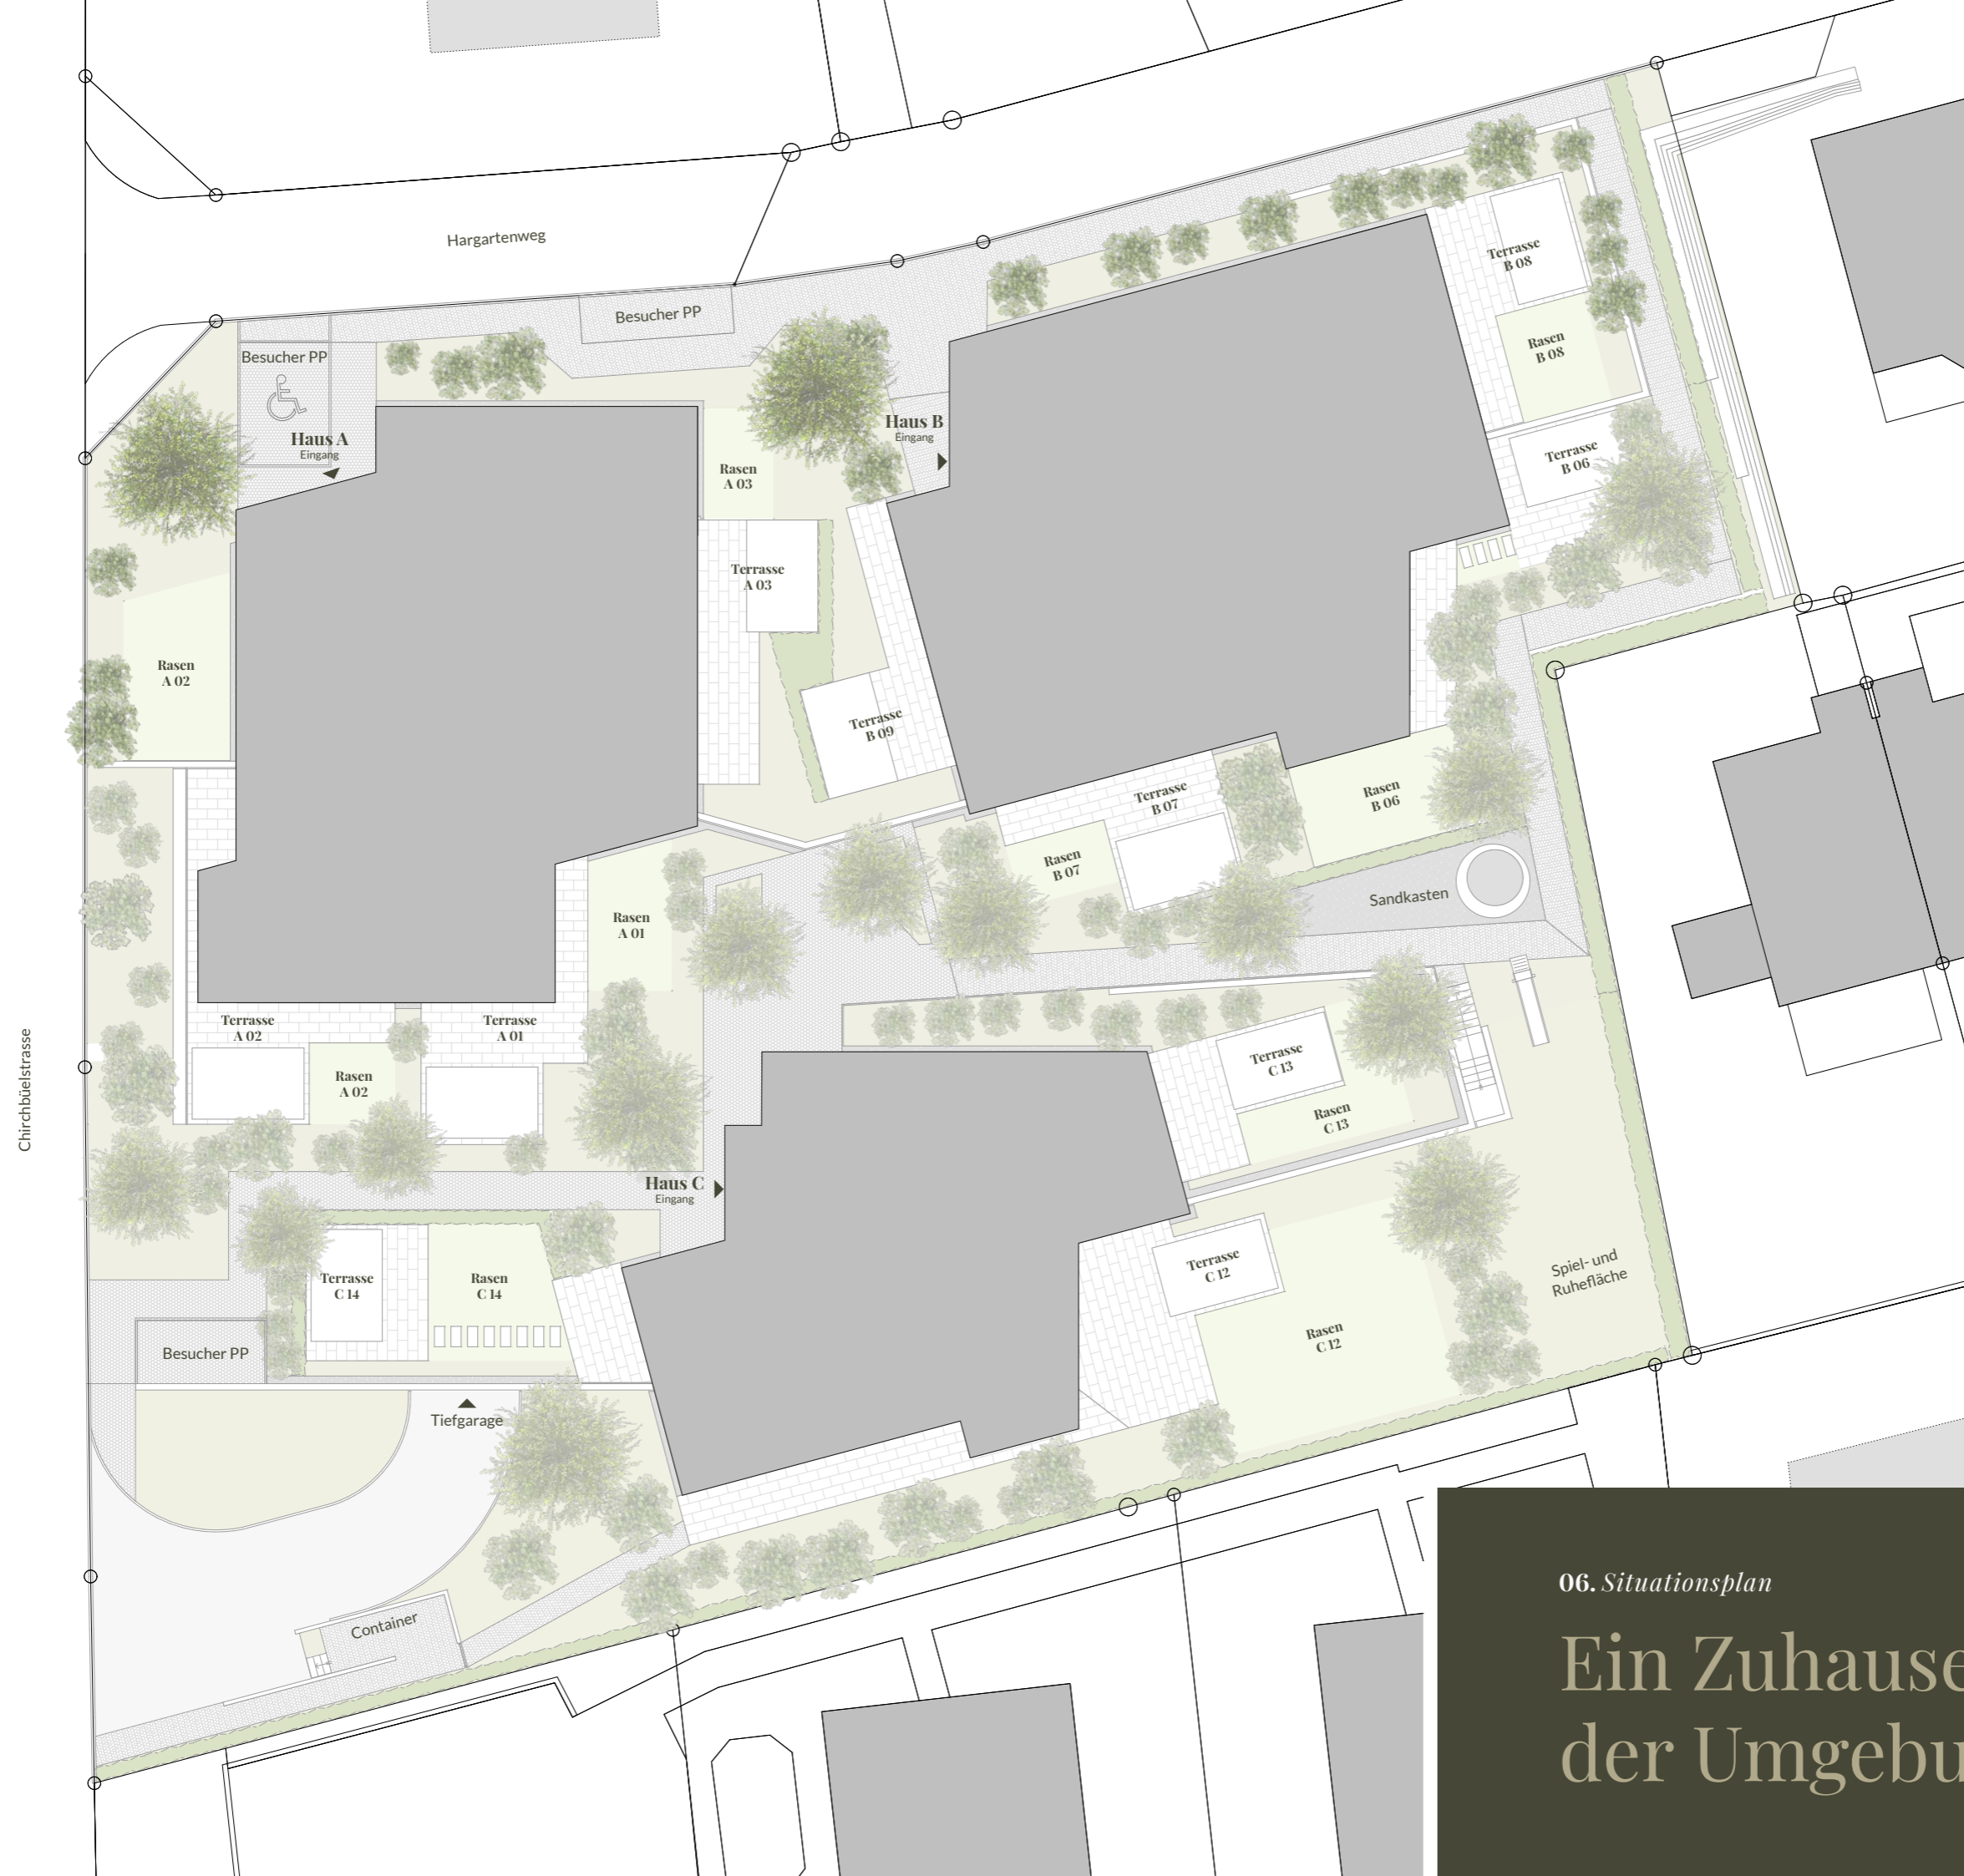 Hargartenweg
Besucher PP
Besucher PP
Haus A
Eingang
Haus B
Eingang
Terrasse
B 08
Rasen
B 08
Terrasse
B 06
Rasen
A 03
Terrasse
A 03
Rasen
A 02
Terrasse
B 09
Terrasse
B 07
Rasen
B 06
Rasen
B 07
Sandkasten
Rasen
A 01
Terrasse
A 02
Terrasse
A 01
Rasen
A 02
Chirchbüelstrasse
Terrasse
C 13
Rasen
C 13
Haus C
Eingang
Terrasse
C 14
Rasen
C 14
Terrasse
C 12
Rasen
C 12
Spiel- und
Ruhefläche
Besucher PP
Tiefgarage
Container
06. Situationsplan
Ein Zuhause
der Umgebu